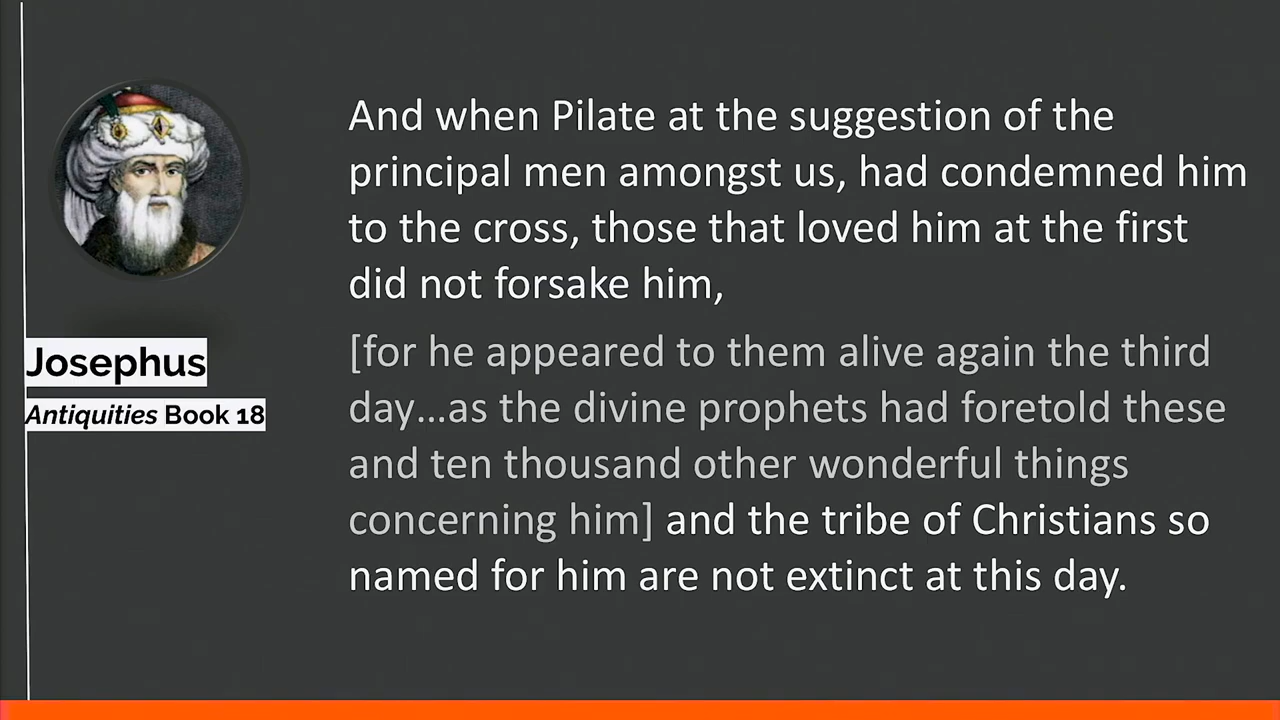 Josephus
Antiquities Book 18
And when Pilate at the suggestion of the
principal men amongst us, had condemned him
to the cross, those that loved him at the first
did not forsake him,
[for he appeared to them alive again the third
day...as the divine prophets had foretold these
and ten thousand other wonderful things
concerning him] and the tribe of Christians so
named for him are not extinct at this day.